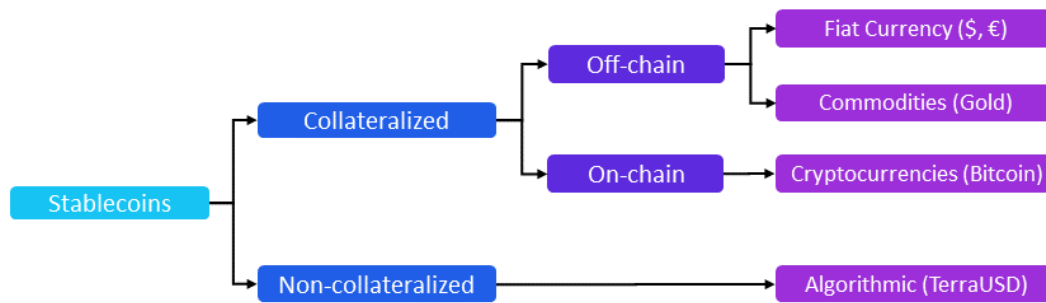 Fiat Currency ($, €)
Off-chain
Commodities (Gold)
Collateralized
On-chain
Cryptocurrencies (Bitcoin)
Stablecoins
Non-collateralized
Algorithmic (TerraUSD)